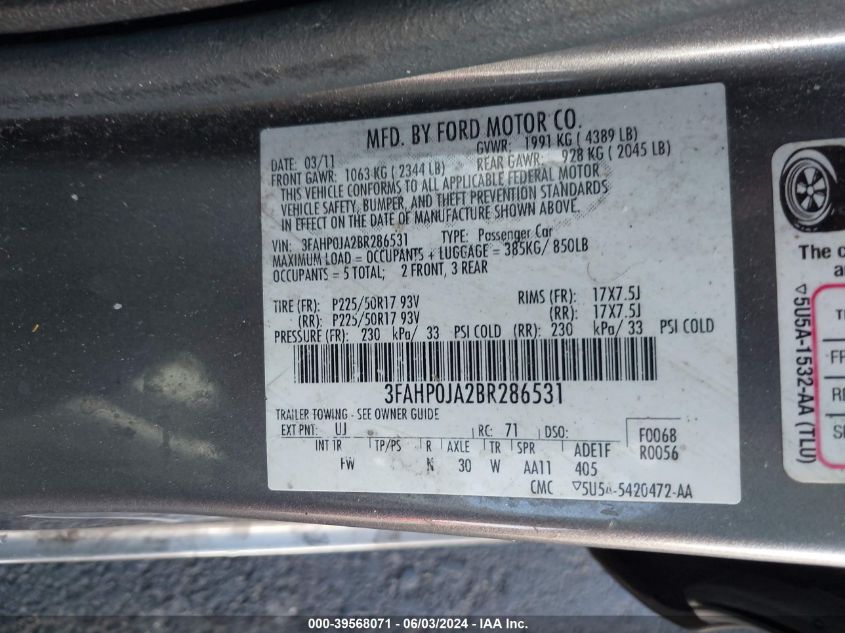 MFD. BY FORD MOTOR CO.
DATE: 03/11 GVWR: 1991 KG ( 4389 LB)
FRONT GAWR: 1063 KG ( 2344 LB) REAR GAWR: 928 KG ( 2045 LB)
THIS VEHICLE CONFORMS TO ALL APPLICABLE FEDERAL MOTOR
VEHICLE SAFETY, BUMPER, AND THEFT PREVENTION STANDARDS
IN EFFECT ON THE DATE OF MANUFACTURE SHOWN ABOVE.
VIN: 3FAHP0JA2BR286531 TYPE: Passenger Car
MAXIMUM LOAD = OCCUPANTS + LUGGAGE = 385KG/ 850LB
OCCUPANTS = 5 TOTAL; 2 FRONT, 3 REAR
TIRE (FR): P225/50R17 93V RIMS (FR): 17X7.5J
(RR): P225/50R17 93V (RR): 17X7.5J
PRESSURE (FR): 230 kPa/ 33 PSI COLD (RR): 230 kPa/ 33 PSI COLD
3FAHP0JA2BR286531
TRAILER TOWING - SEE OWNER GUIDE
EXT PNT: UJ RC: 71 DSO: F0068
R0056
INT TR TP/PS R AXLE TR SPR ADE1F
FW N 30 W AA11 405
CMC ▽5U5A-5420472-AA
The c
a
▽5U5A-1532-AA (TLU)
TI
FR
RE
S
000-39568071 - 06/03/2024 - IAA Inc.